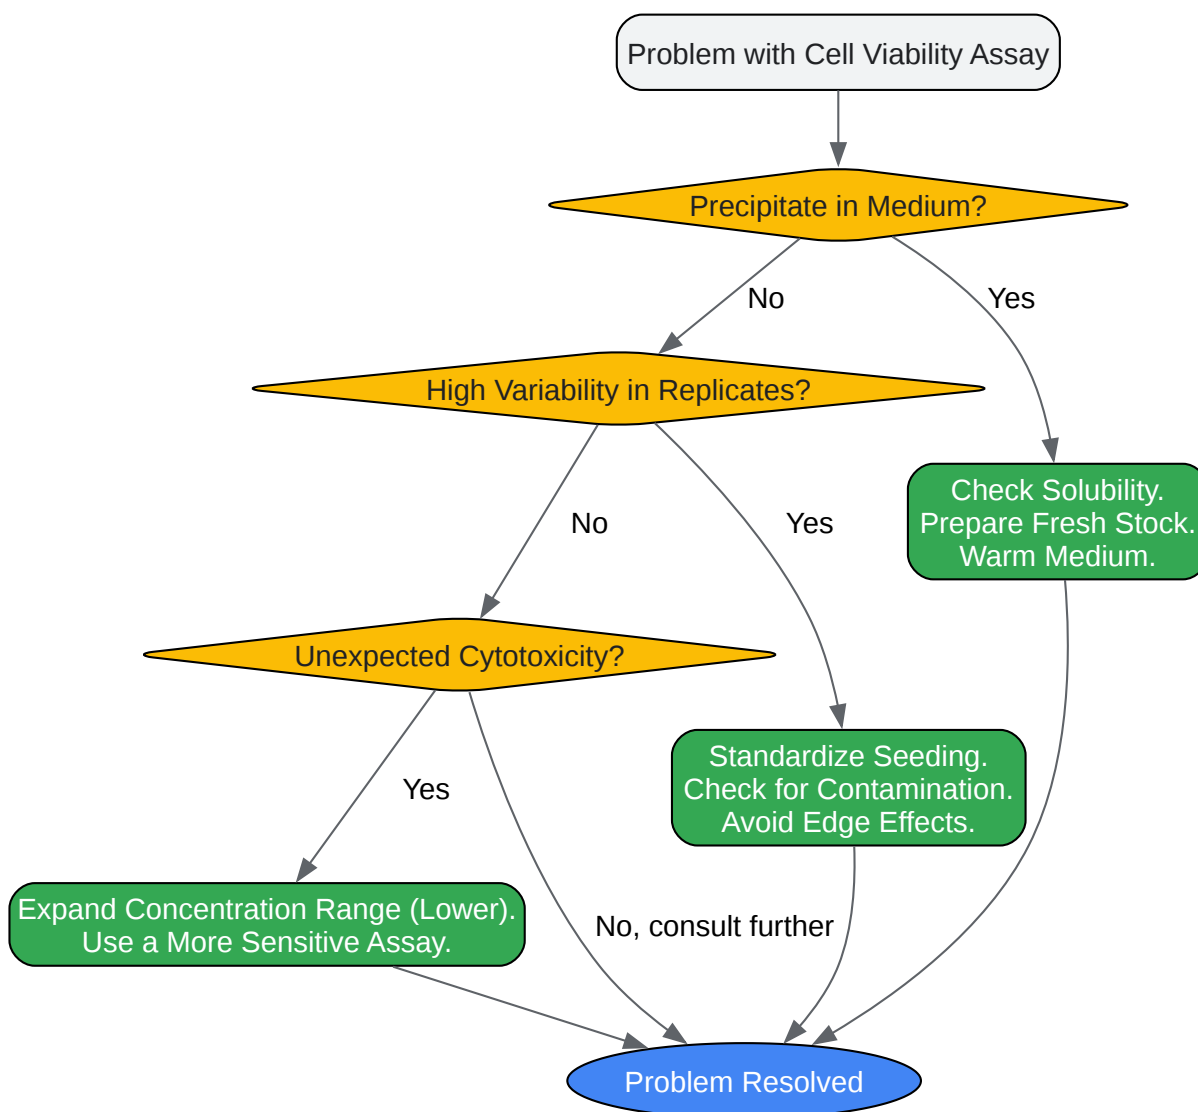 Problem with Cell Viability Assay
Precipitate in Medium?
No
Yes
High Variability in Replicates?
Check Solubility.
Prepare Fresh Stock.
Warm Medium.
No
Yes
Unexpected Cytotoxicity?
Standardize Seeding.
Check for Contamination.
Avoid Edge Effects.
Yes
Expand Concentration Range (Lower).
Use a More Sensitive Assay.
No, consult further
Problem Resolved